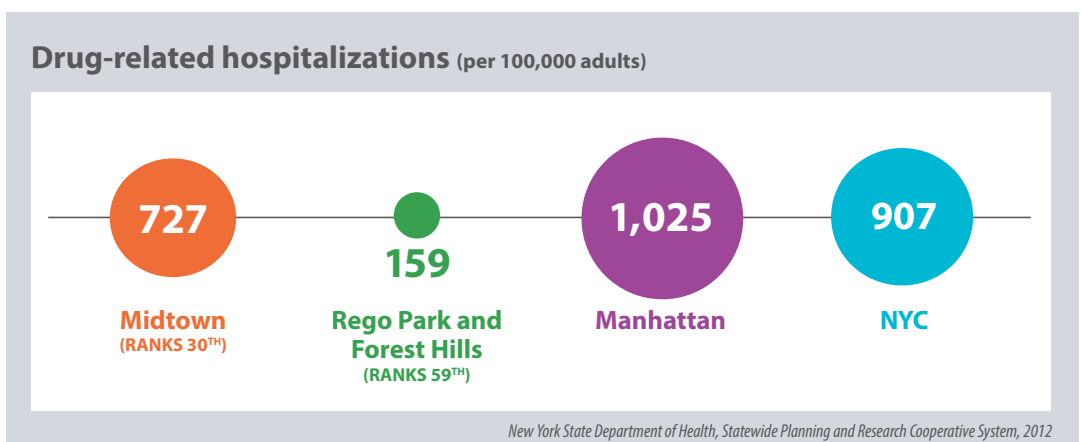 Drug-related hospitalizations (per 100,000 adults)
727
159
1,025
907
Midtown
(RANKS 30TH)
Rego Park and
Forest Hills
(RANKS 59TH)
Manhattan
NYC
New York State Department of Health, Statewide Planning and Research Cooperative System, 2012